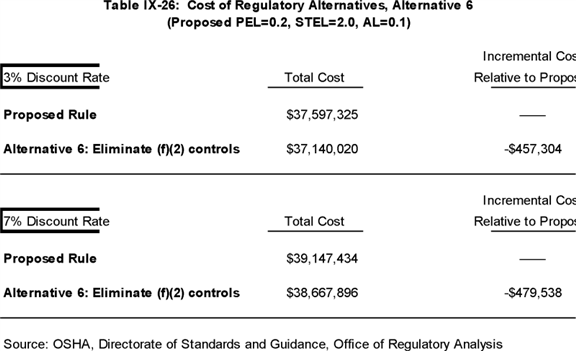 Table IX-26: Cost of Regulatory Alternatives, Alternative 6
(Proposed PEL=0.2, STEL=2.0, AL=0.1)
Incremental Cos
3% Discount Rate Total Cost Relative to Propos
Proposed Rule $37,597,325 ——
Alternative 6: Eliminate (f)(2) controls $37,140,020 -$457,304
Incremental Cos
7% Discount Rate Total Cost Relative to Propos
Proposed Rule $39,147,434 ——
Alternative 6: Eliminate (f)(2) controls $38,667,896 -$479,538
Source: OSHA, Directorate of Standards and Guidance, Office of Regulatory Analysis